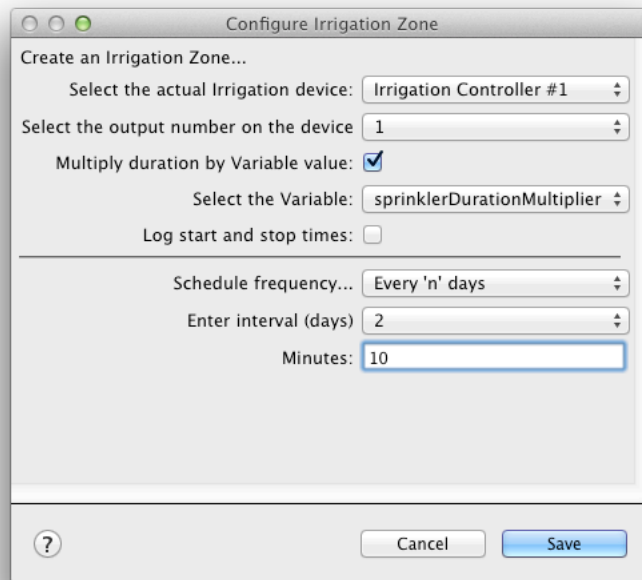 Configure Irrigation Zone
Create an Irrigation Zone...
Select the actual Irrigation device: Irrigation Controller #1
Select the output number on the device 1
Multiply duration by Variable value:
Select the Variable: sprinklerDurationMultiplier
Log start and stop times:
Schedule frequency... Every 'n' days
Enter interval (days) 2
Minutes: 10
? Cancel Save